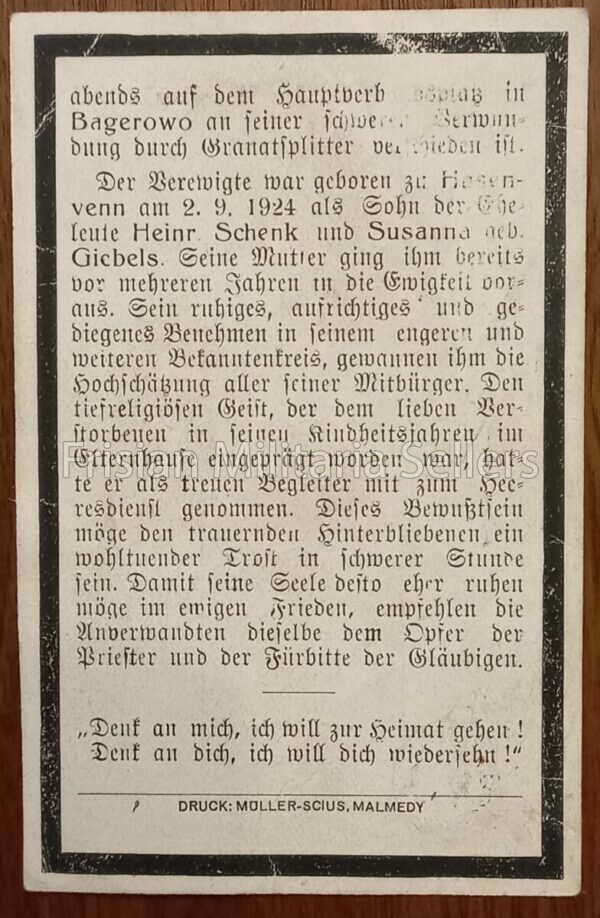 abends auf dem Hauptverb   platz in
Bagerowo an seiner schweren Verwun-
dung durch Granatsplitter verschieden ist.
Der Verewigte war geboren zu
venn am 2. 9. 1924 als Sohn der Ehe-
leute Heinr. Schenk und Susanna geb.
Giebels. Seine Mutter ging ihm bereits
vor mehreren Jahren in die Ewigkeit vor-
aus. Sein ruhiges, aufrichtiges und ge-
diegenes Benehmen in seinem engeren und
weiteren Bekanntenkreis, gewannen ihm die
Hochschätzung aller seiner Mitbürger. Den
tiefreligiösen Geist, der dem lieben Ver-
storbenen in seinen Kindheitsjahren im
Elternhause eingeprägt worden war, hat-
te er als treuen Begleiter mit zum Hee-
resdienst genommen. Dieses Bewußtsein
möge den trauernden Hinterbliebenen ein
wohltuender Trost in schwerer Stunde
sein. Damit seine Seele desto eher ruhen
möge im ewigen Frieden, empfehlen die
Anverwandten dieselbe dem Opfer der
Priester und der Fürbitte der Gläubigen.
„Denk an mich, ich will zur Heimat gehen !
Denk an dich, ich will dich wiedersehn !"
DRUCK: MÜLLER-SCIUS, MALMEDY
Frisian Militaria Sellers